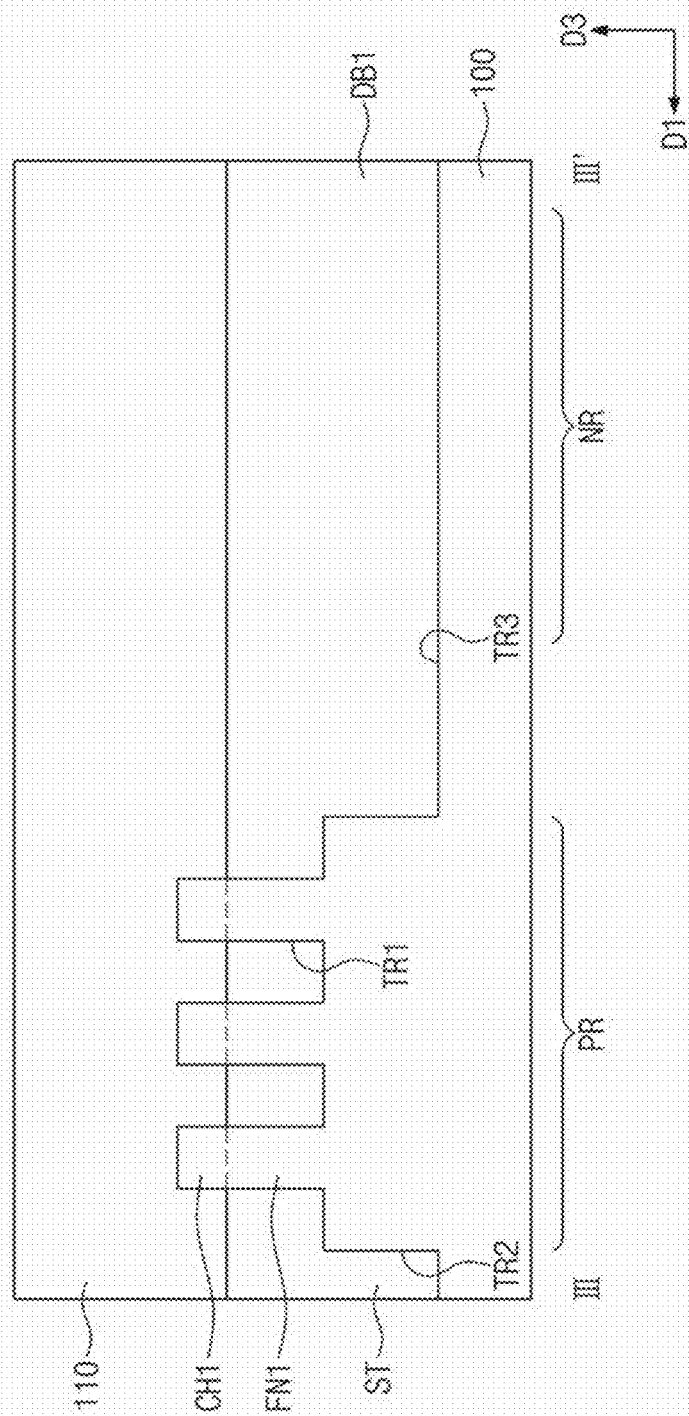 110
CH1
FN1
ST
DB1
100
TR1
TR2
TR3
III
III'
PR
NR
D3
D1